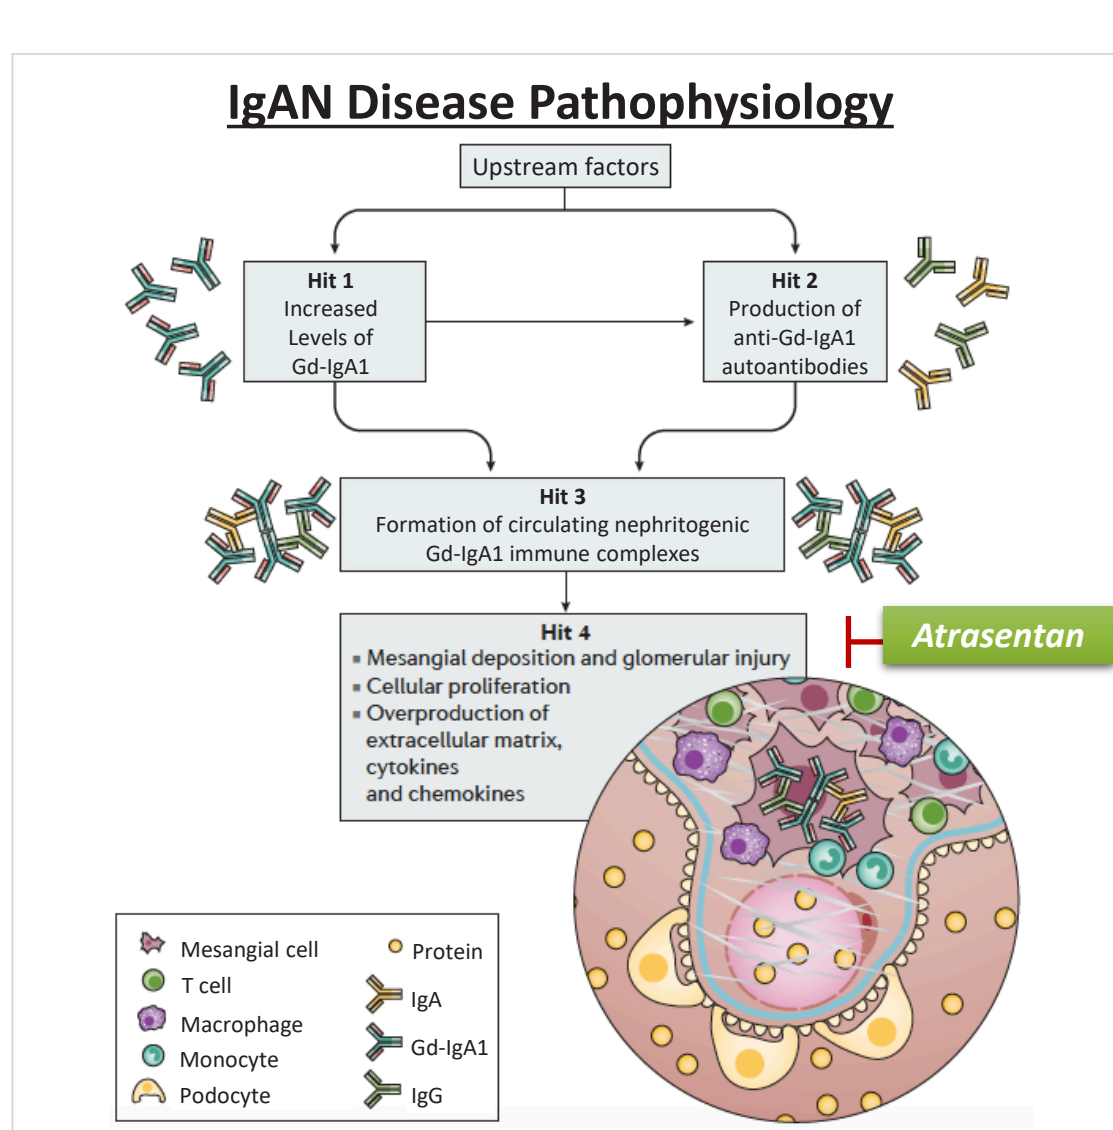 IgAN Disease Pathophysiology
Upstream factors
Hit 1
Increased
Levels of
Gd-IgA1
Hit 2
Production of
anti-Gd-IgA1
autoantibodies
Hit 3
Formation of circulating nephritogenic
Gd-IgA1 immune complexes
Hit 4
▪ Mesangial deposition and glomerular injury
▪ Cellular proliferation
▪ Overproduction of
extracellular matrix,
cytokines
and chemokines
Atrasentan
Mesangial cell
T cell
Macrophage
Monocyte
Podocyte
Protein
IgA
Gd-IgA1
IgG